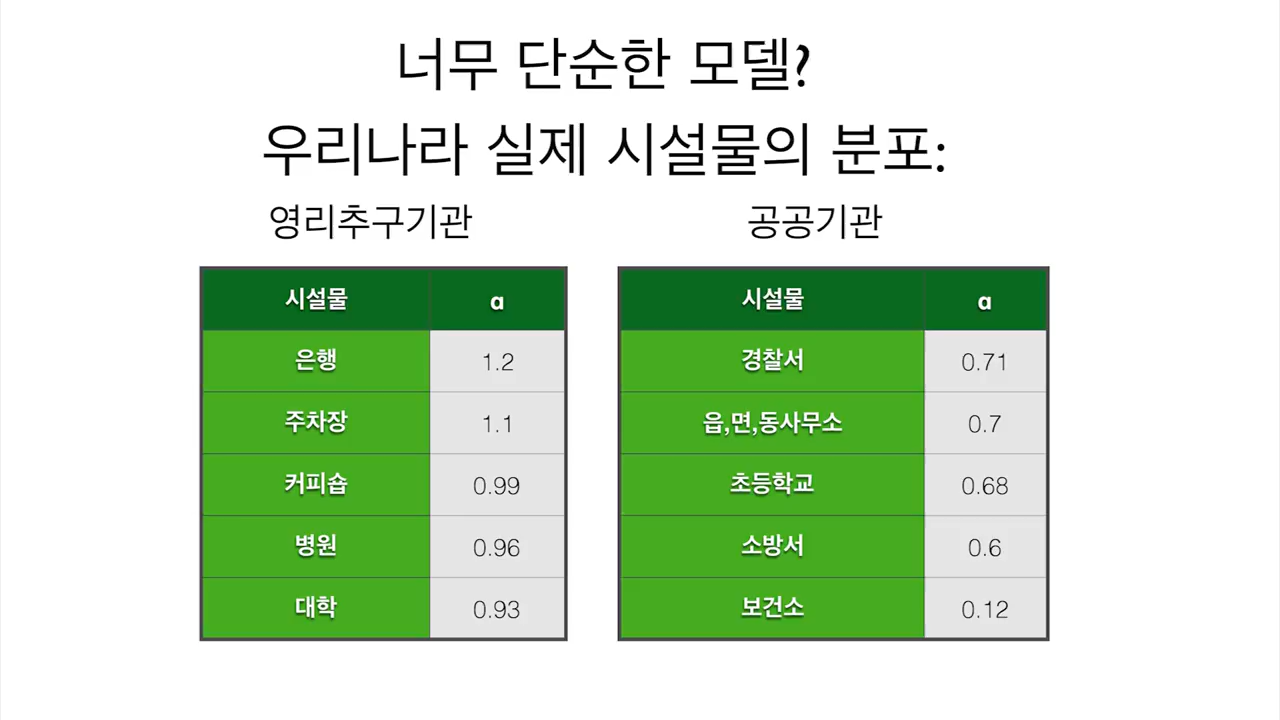 너무 단순한 모델?
우리나라 실제 시설물의 분포:
영리추구기관
시설물 α
은행 1.2
주차장 1.1
커피숍 0.99
병원 0.96
대학 0.93
공공기관
시설물 α
경찰서 0.71
읍,면,동사무소 0.7
초등학교 0.68
소방서 0.6
보건소 0.12